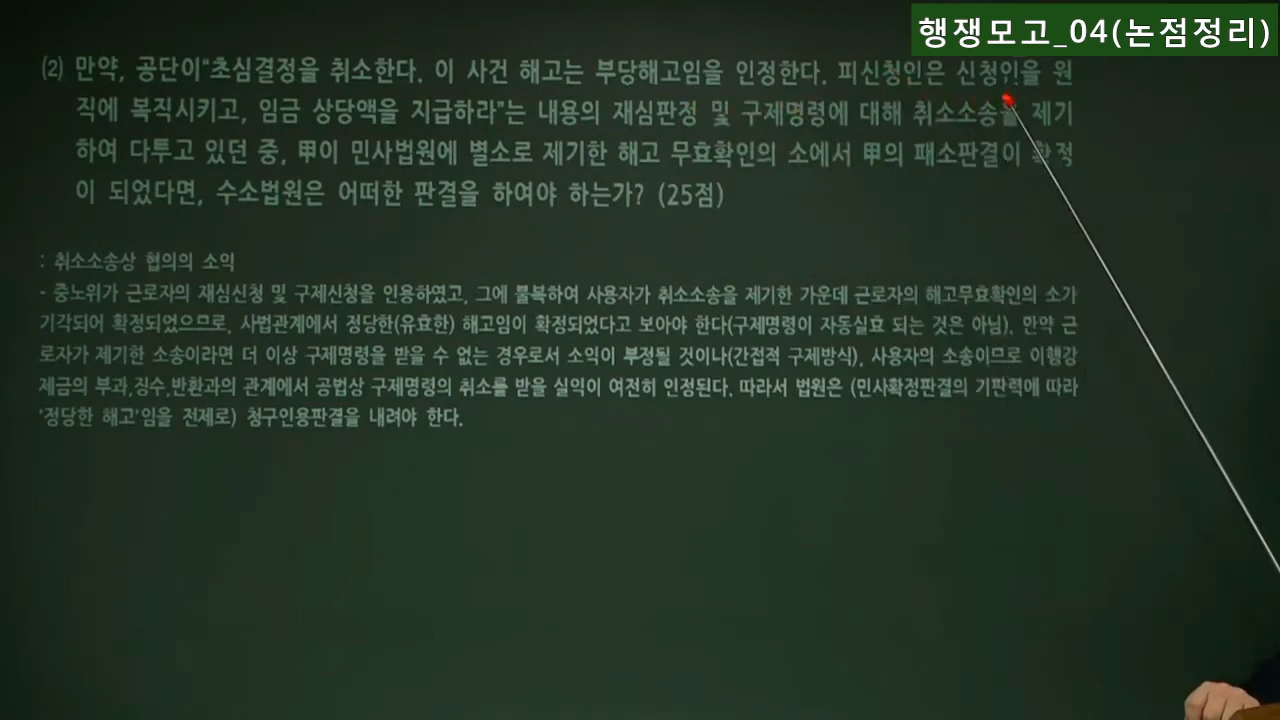 행쟁모고_04(논점정리)
(2) 만약, 공단이“초심결정을 취소한다. 이 사건 해고는 부당해고임을 인정한다. 피신청인은 신청인을 원
직에 복직시키고, 임금 상당액을 지급하라”는 내용의 재심판정 및 구제명령에 대해 취소소송을 제기
하여 다투고 있던 중, 甲이 민사법원에 별소로 제기한 해고 무효확인의 소에서 甲의 패소판결이 확정
이 되었다면, 수소법원은 어떠한 판결을 하여야 하는가? (25점)
: 취소소송상 협의의 소익
- 중노위가 근로자의 재심신청 및 구제신청을 인용하였고, 그에 불복하여 사용자가 취소소송을 제기한 가운데 근로자의 해고무효확인의 소가
기각되어 확정되었으므로, 사법관계에서 정당한(유효한) 해고임이 확정되었다고 보아야 한다(구제명령이 자동실효 되는 것은 아님). 만약 근
로자가 제기한 소송이라면 더 이상 구제명령을 받을 수 없는 경우로서 소익이 부정될 것이나(간접적 구제방식), 사용자의 소송이므로 이행강
제금의 부과,징수,반환과의 관계에서 공법상 구제명령의 취소를 받을 실익이 여전히 인정된다. 따라서 법원은 (민사확정판결의 기판력에 따라
'정당한 해고'임을 전제로) 청구인용판결을 내려야 한다.